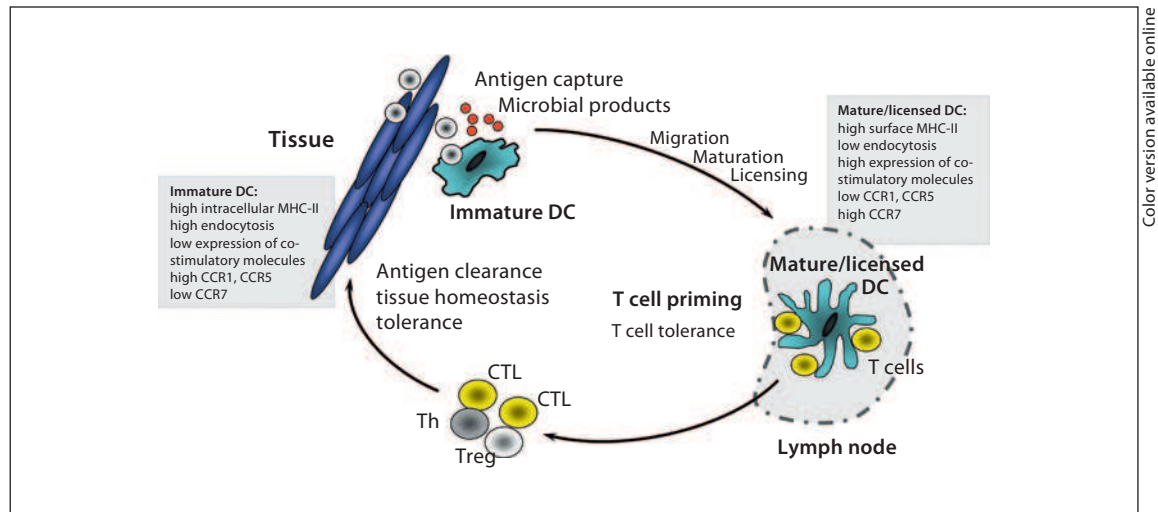 Color version available online
Antigen capture
Microbial products
Tissue
Immature DC
Immature DC:
high intracellular MHC-II
high endocytosis
low expression of co-
stimulatory molecules
high CCR1, CCR5
low CCR7
Migration
Maturation
Licensing
Mature/licensed DC:
high surface MHC-II
low endocytosis
high expression of co-
stimulatory molecules
low CCR1, CCR5
high CCR7
Mature/licensed
DC
T cells
Lymph node
T cell priming
T cell tolerance
CTL
CTL
Th
Treg
Antigen clearance
tissue homeostasis
tolerance